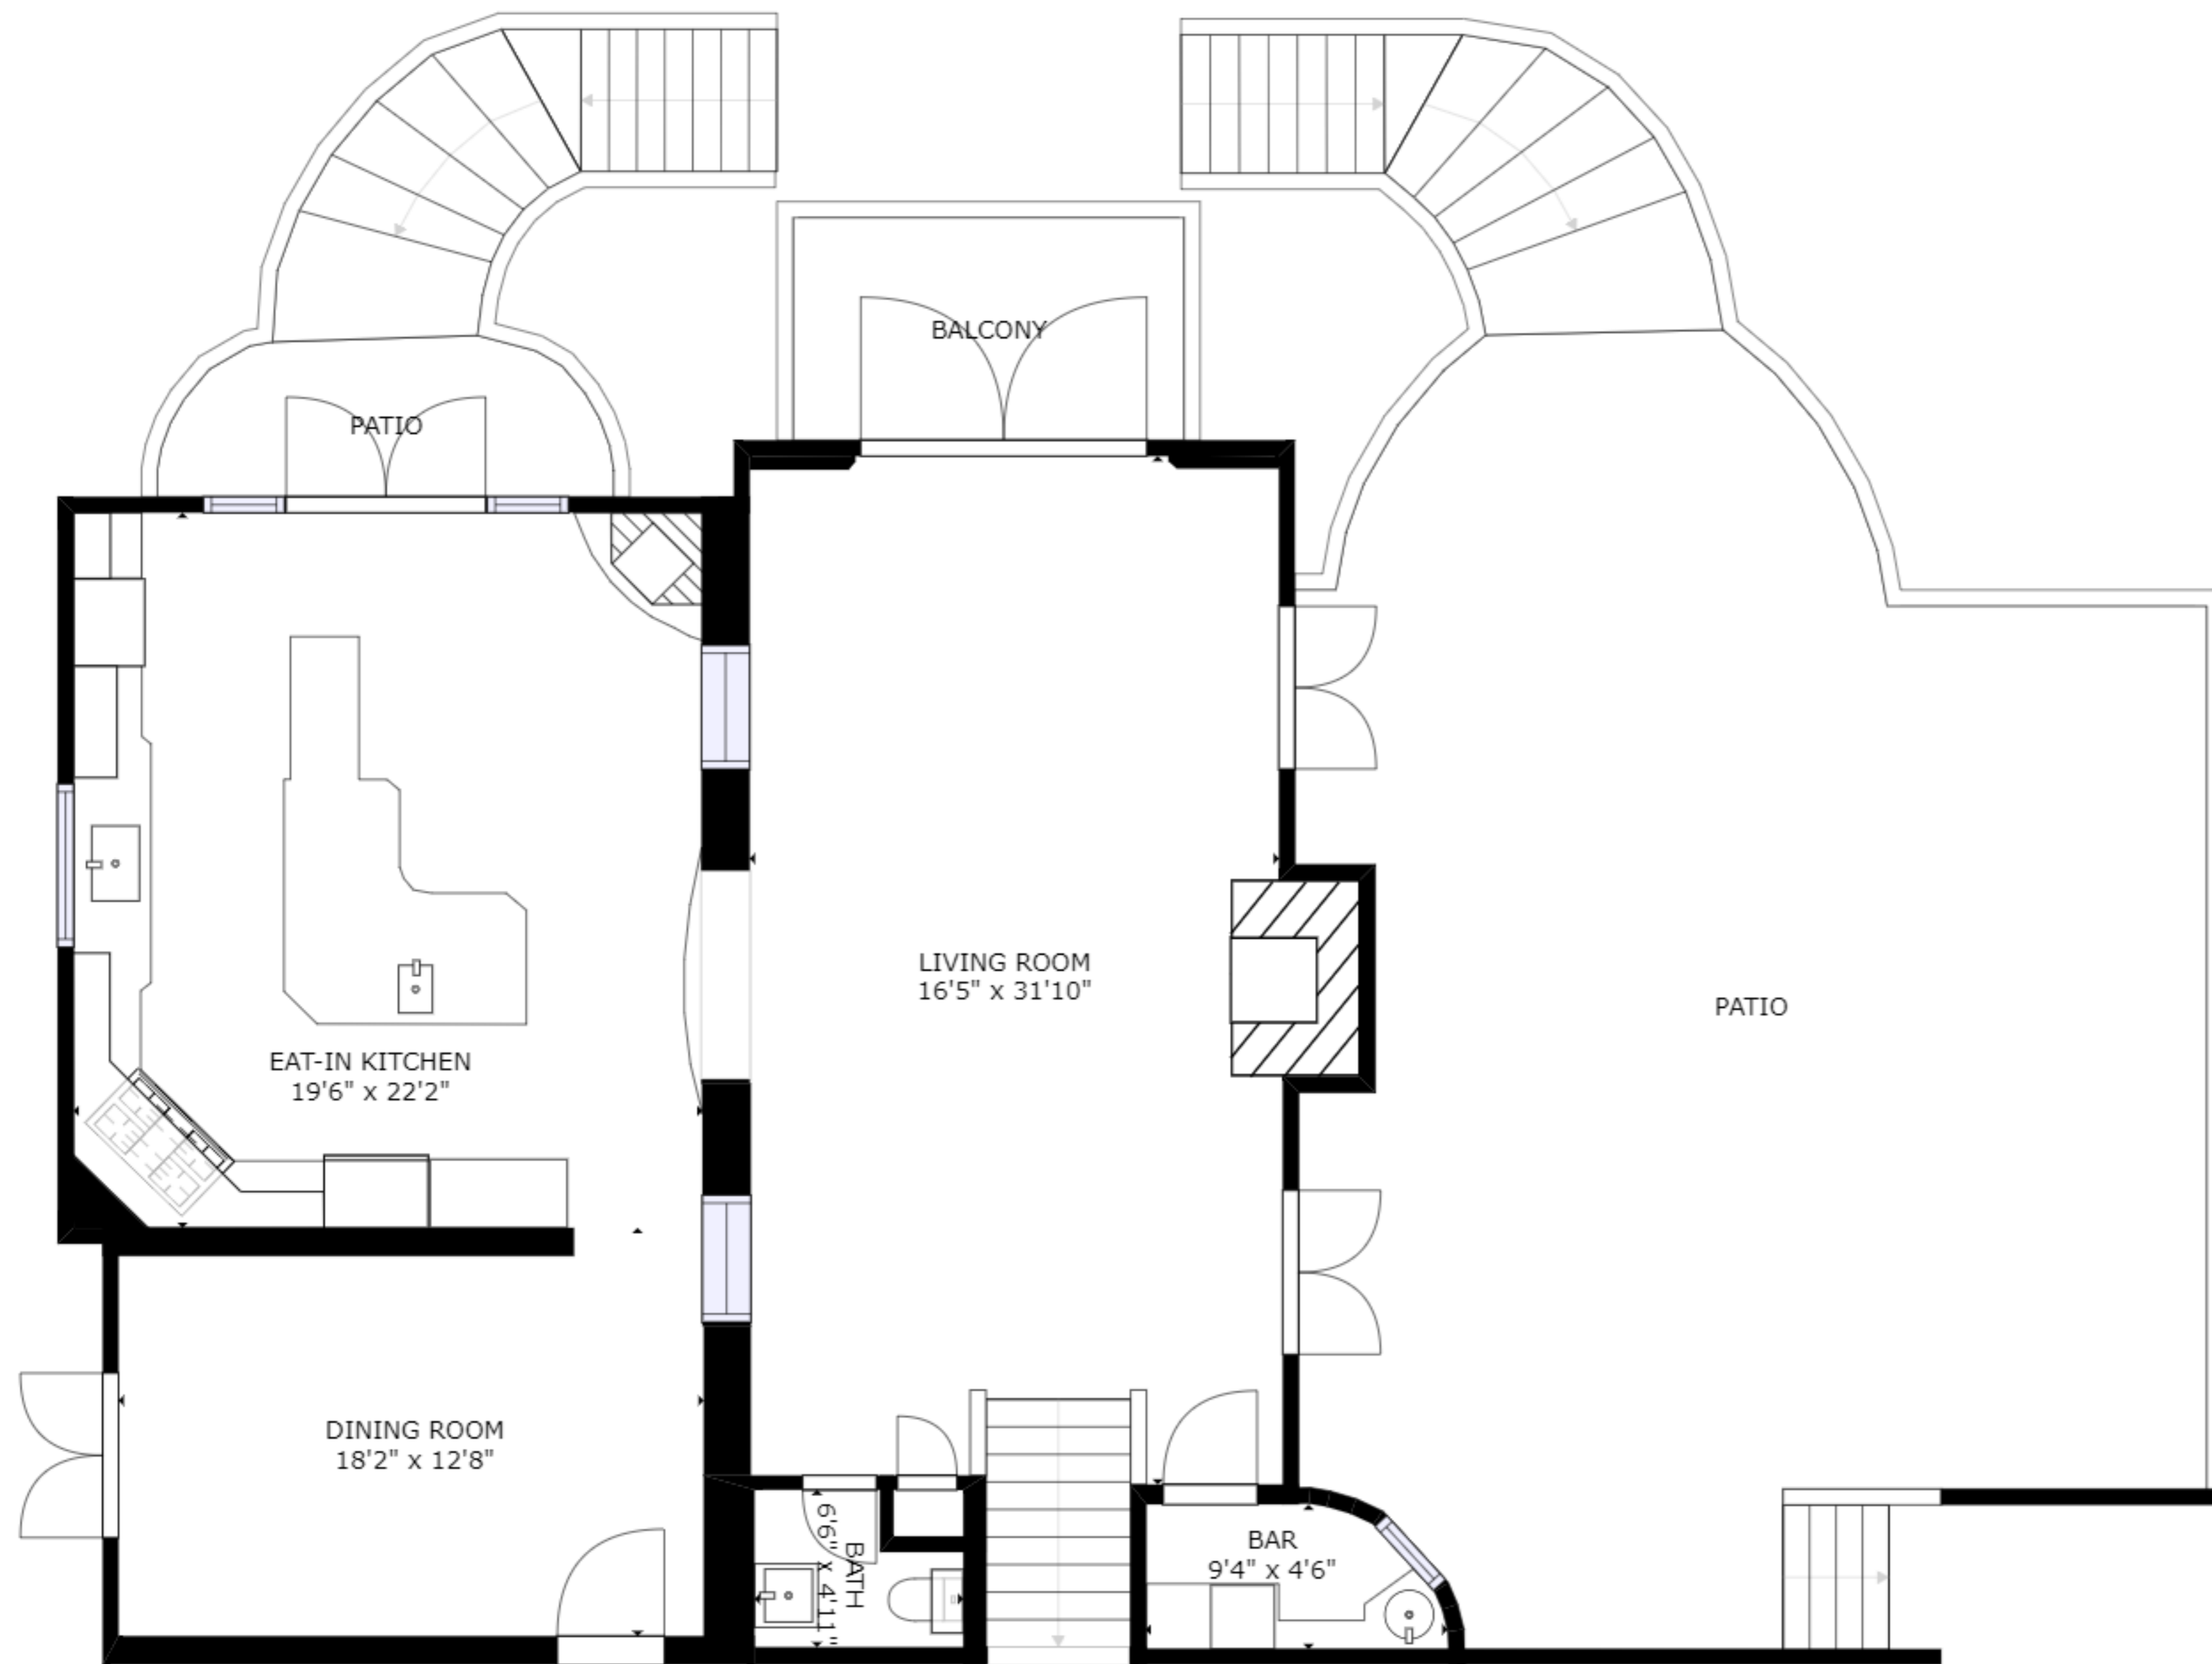 BALCONY
PATIO
LIVING ROOM
16'5" x 31'10"
PATIO
EAT-IN KITCHEN
19'6" x 22'2"
DINING ROOM
18'2" x 12'8"
BATH
6'6" x 4'11"
BAR
9'4" x 4'6"